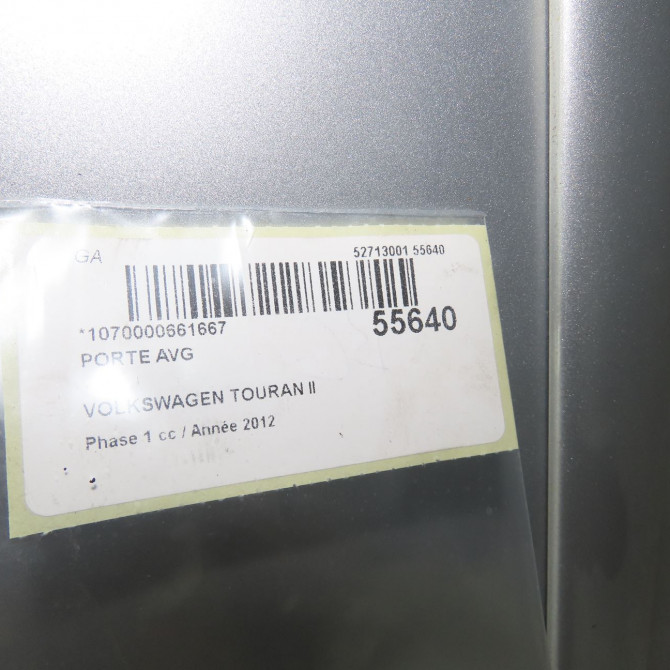 GA
52713001 55640
*1070000661667
55640
PORTE AVG
VOLKSWAGEN TOURAN II
Phase 1 cc / Année 2012